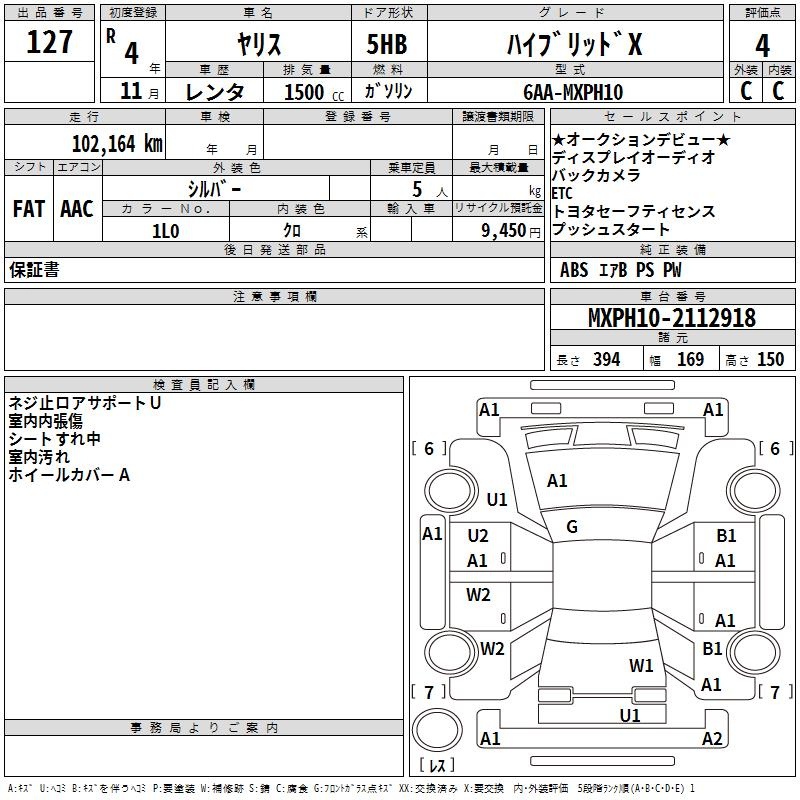 出品番号 初度登録 車名 ドア形状 グレード 評価点
127 R 4 年 ﾔﾘｽ 5HB ﾊｲﾌﾞﾘｯﾄﾞX 4
車歴 排気量 燃料 型式 外装 内装
11 月 レンタ 1500 CC ｶﾞｿﾘﾝ 6AA-MXPH10 C C
走行 車検 登録番号 譲渡書類期限
102,164 km 年 月 月 日
シフト エアコン 外装色 乗車定員 最大積載量
FAT AAC ｼﾙﾊﾞｰ 5 人 kg
カラーNo. 内装色 輸入車 リサイクル預託金
1L0 ｸﾛ 系 9,450 円
後日発送部品
保証書
セールスポイント
★オークションデビュー★
ディスプレイオーディオ
バックカメラ
ETC
トヨタセーフティセンス
プッシュスタート
純正装備
ABS ｴｱB PS PW
注意事項欄
車台番号
MXPH10-2112918
諸元
長さ 394 幅 169 高さ 150
検査員記入欄
ネジ止ロアサポートU
室内内張傷
シートすれ中
室内汚れ
ホイールカバーA
事務局よりご案内
A1 A1
[ 6 ] [ 6 ]
A1
U1
G
A1 U2 B1
A1 A1
W2
A1
W2 B1
W1
A1
[ 7 ] [ 7 ]
U1
A1 A2
[ ﾚｽ ]
A:ｷｽﾞ U:ﾍｺﾐ B:ｷｽﾞを伴うﾍｺﾐ P:要塗装 W:補修跡 S:錆 C:腐食 G:ﾌﾛﾝﾄｶﾞﾗｽ点ｷｽﾞ XX:交換済み X:要交換 内･外装評価 5段階ﾗﾝｸ順(A･B･C･D･E) 1